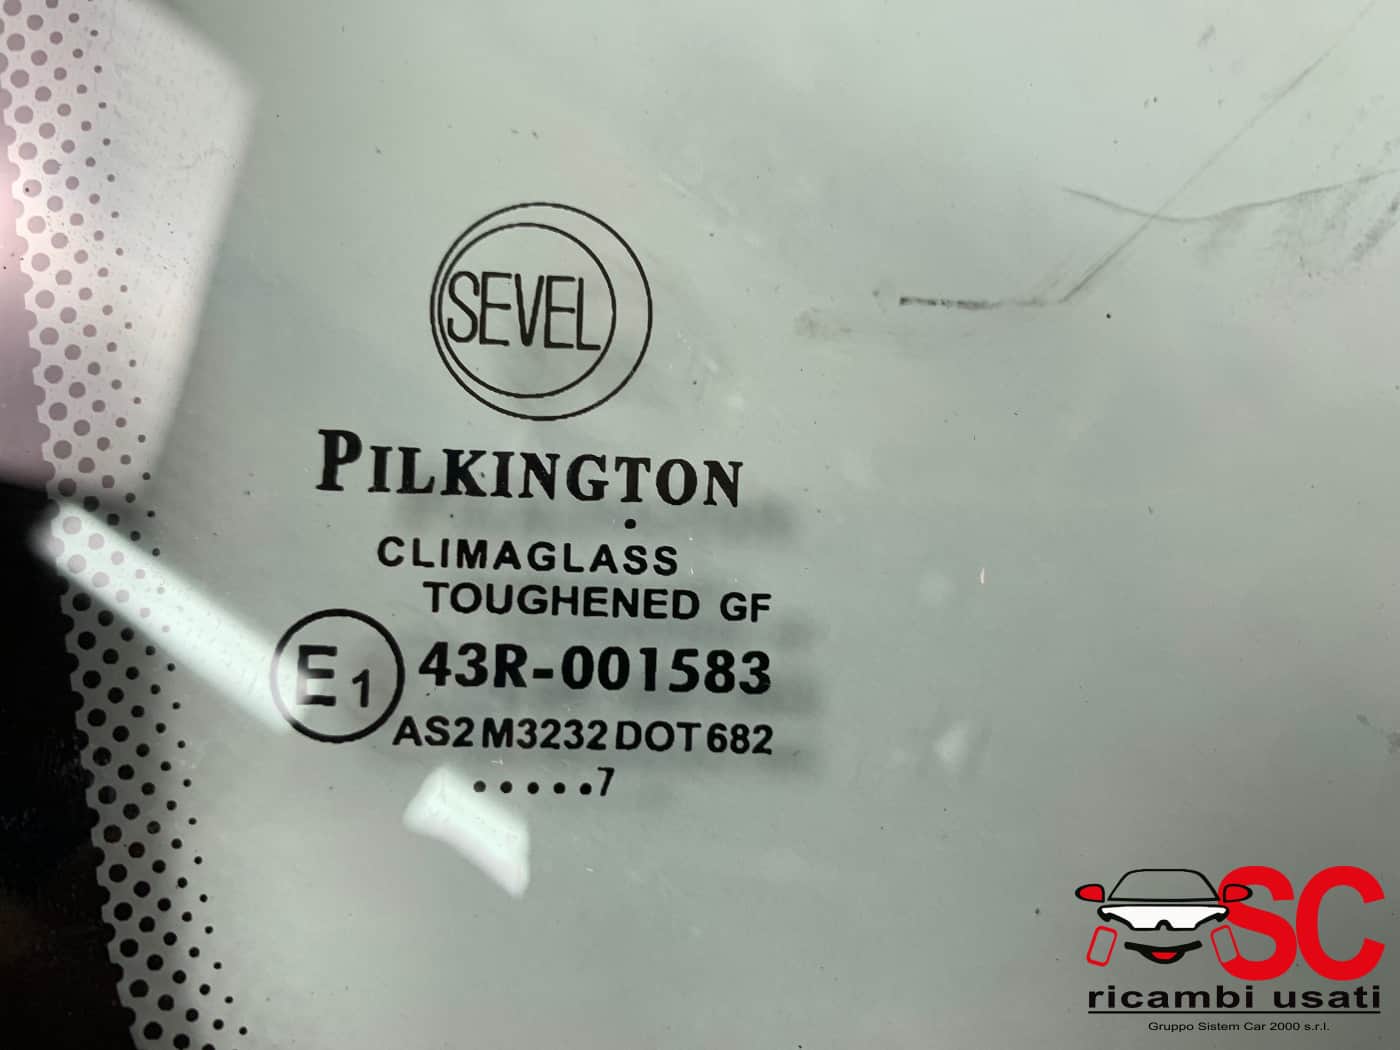 SEVEL
PILKINGTON
CLIMAGLASS
TOUGHENED GF
E1 43R-001583
AS2 M3232 DOT 682
.....7
SC
ricambi usati
Gruppo Sistem Car 2000 s.r.l.